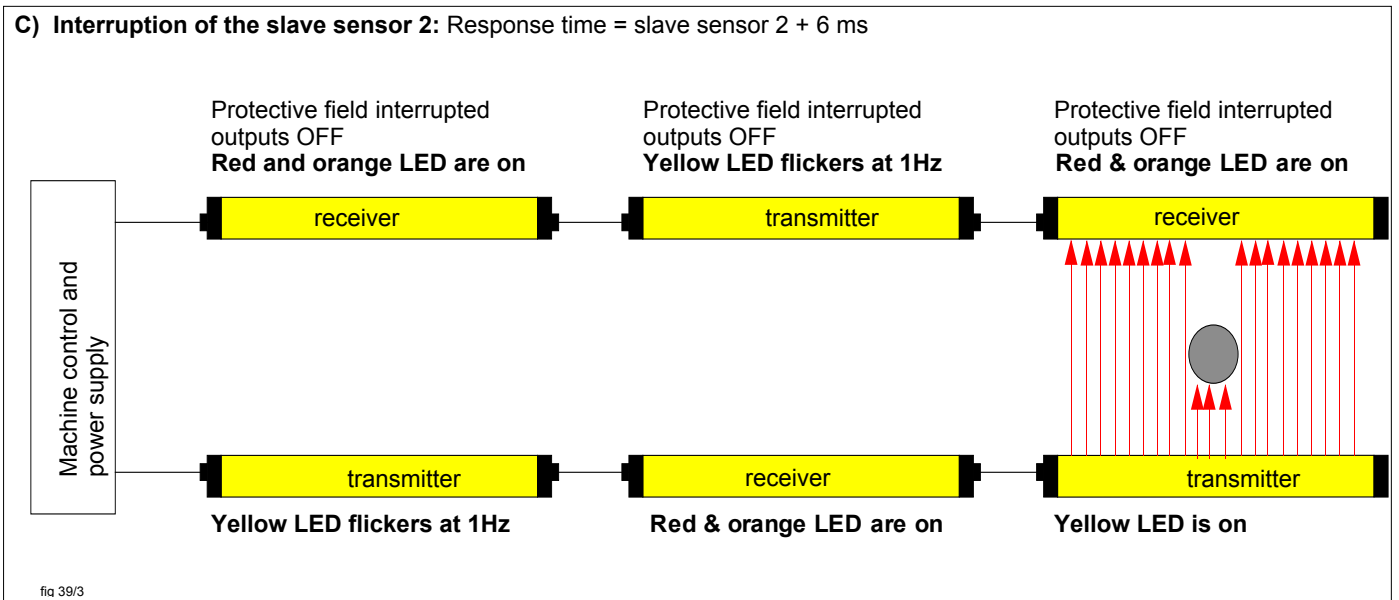 C) Interruption of the slave sensor 2: Response time = slave sensor 2 + 6 ms
Protective field interrupted
outputs OFF
Red and orange LED are on
Protective field interrupted
outputs OFF
Yellow LED flickers at 1Hz
Protective field interrupted
outputs OFF
Red & orange LED are on
Machine control and
power supply
receiver
transmitter
receiver
transmitter
receiver
transmitter
Yellow LED flickers at 1Hz
Red & orange LED are on
Yellow LED is on
fig 39/3